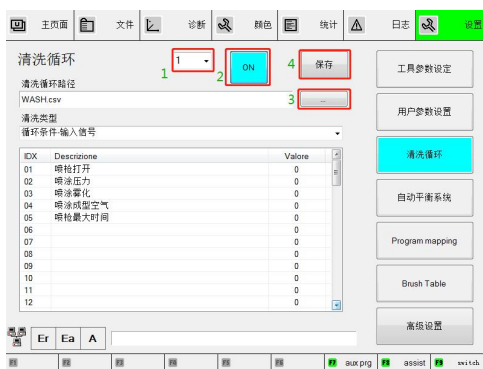 主页面 文件 诊断 颜色 统计 日志 设置
清洗循环
1
1
2
ON
4
保存
清洗循环路径
WASH.csv
3
...
清洗类型
循环条件-输入信号
IDX Descrizione Valore
01 喷枪打开 0
02 喷涂压力 0
03 喷涂雾化 0
04 喷涂成型空气 0
05 喷枪最大时间 0
06 0
07 0
08 0
09 0
10 0
11 0
12 0
工具参数设定
用户参数设置
清洗循环
自动平衡系统
Program mapping
Brush Table
高级设置
Er Ea A
F1 F2 F3 F4 F5 F6 F7 aux prg F8 assist F9 switch